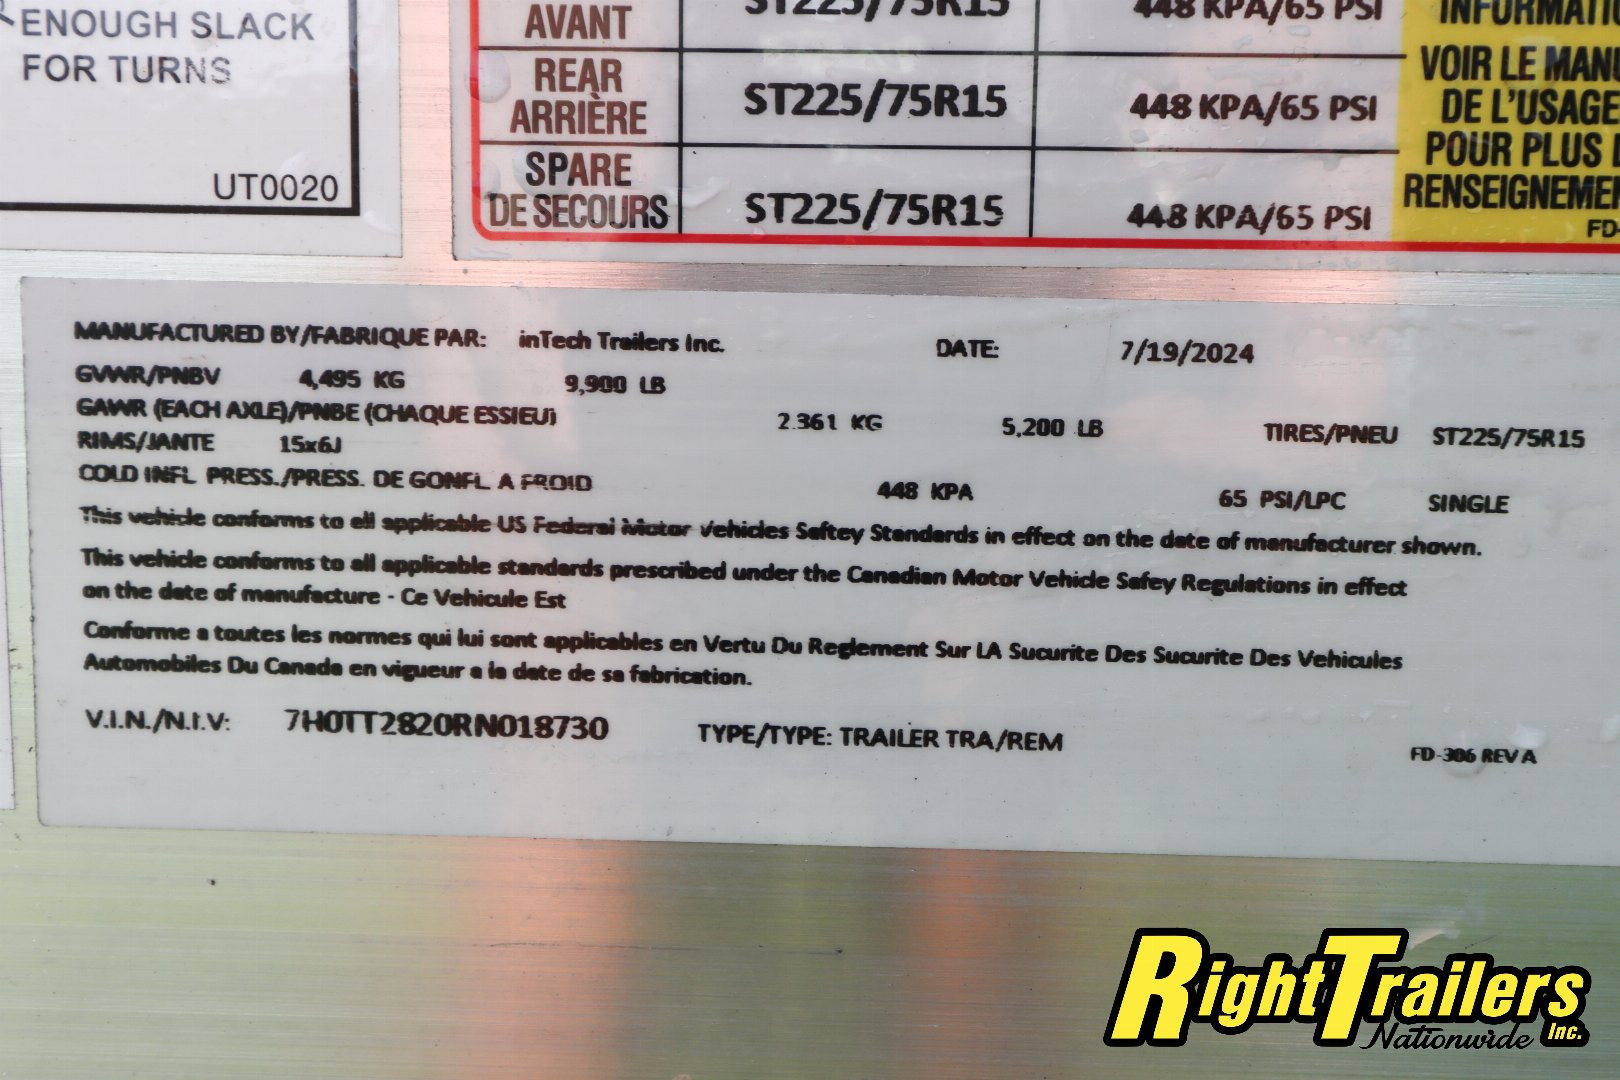 ENOUGH SLACK
FOR TURNS
UT0020
AVANT ST225/75R15 448 KPA/65 PSI
REAR
ARRIÈRE ST225/75R15 448 KPA/65 PSI
SPARE
DE SECOURS ST225/75R15 448 KPA/65 PSI
VOIR LE
DE L'USAGE
POUR PLUS
FD-
MANUFACTURED BY/FABRIQUE PAR: inTech Trailers Inc. DATE: 7/19/2024
GVWR/PNBV 4,495 KG 9,900 LB
GAWR (EACH AXLE)/PNBE (CHAQUE ESSIEU) 2.361 KG 5,200 LB TIRES/PNEU ST225/75R15
RIMS/JANTE 15x6J
COLD INFL PRESS./PRESS. DE GONFL A FROID 448 KPA 65 PSI/LPC SINGLE
This vehicle conforms to all applicable US Federal Motor Vehicles Saftey Standards in effect on the date of manufacturer shown.
This vehicle conforms to all applicable standards prescribed under the Canadian Motor Vehicle Safey Regulations in effect
on the date of manufacture - Ce Vehicule Est
Conforme a toutes les normes qui lui sont applicables en Vertu Du Reglement Sur LA Sucurite Des Sucurite Des Vehicules
Automobiles Du Canada en vigueur a la date de sa fabrication.
V.I.N./N.I.V: 7H0TT2820RN018730 TYPE/TYPE: TRAILER TRA/REM
FD-306 REV A
RightTrailers
Nationwide Inc.